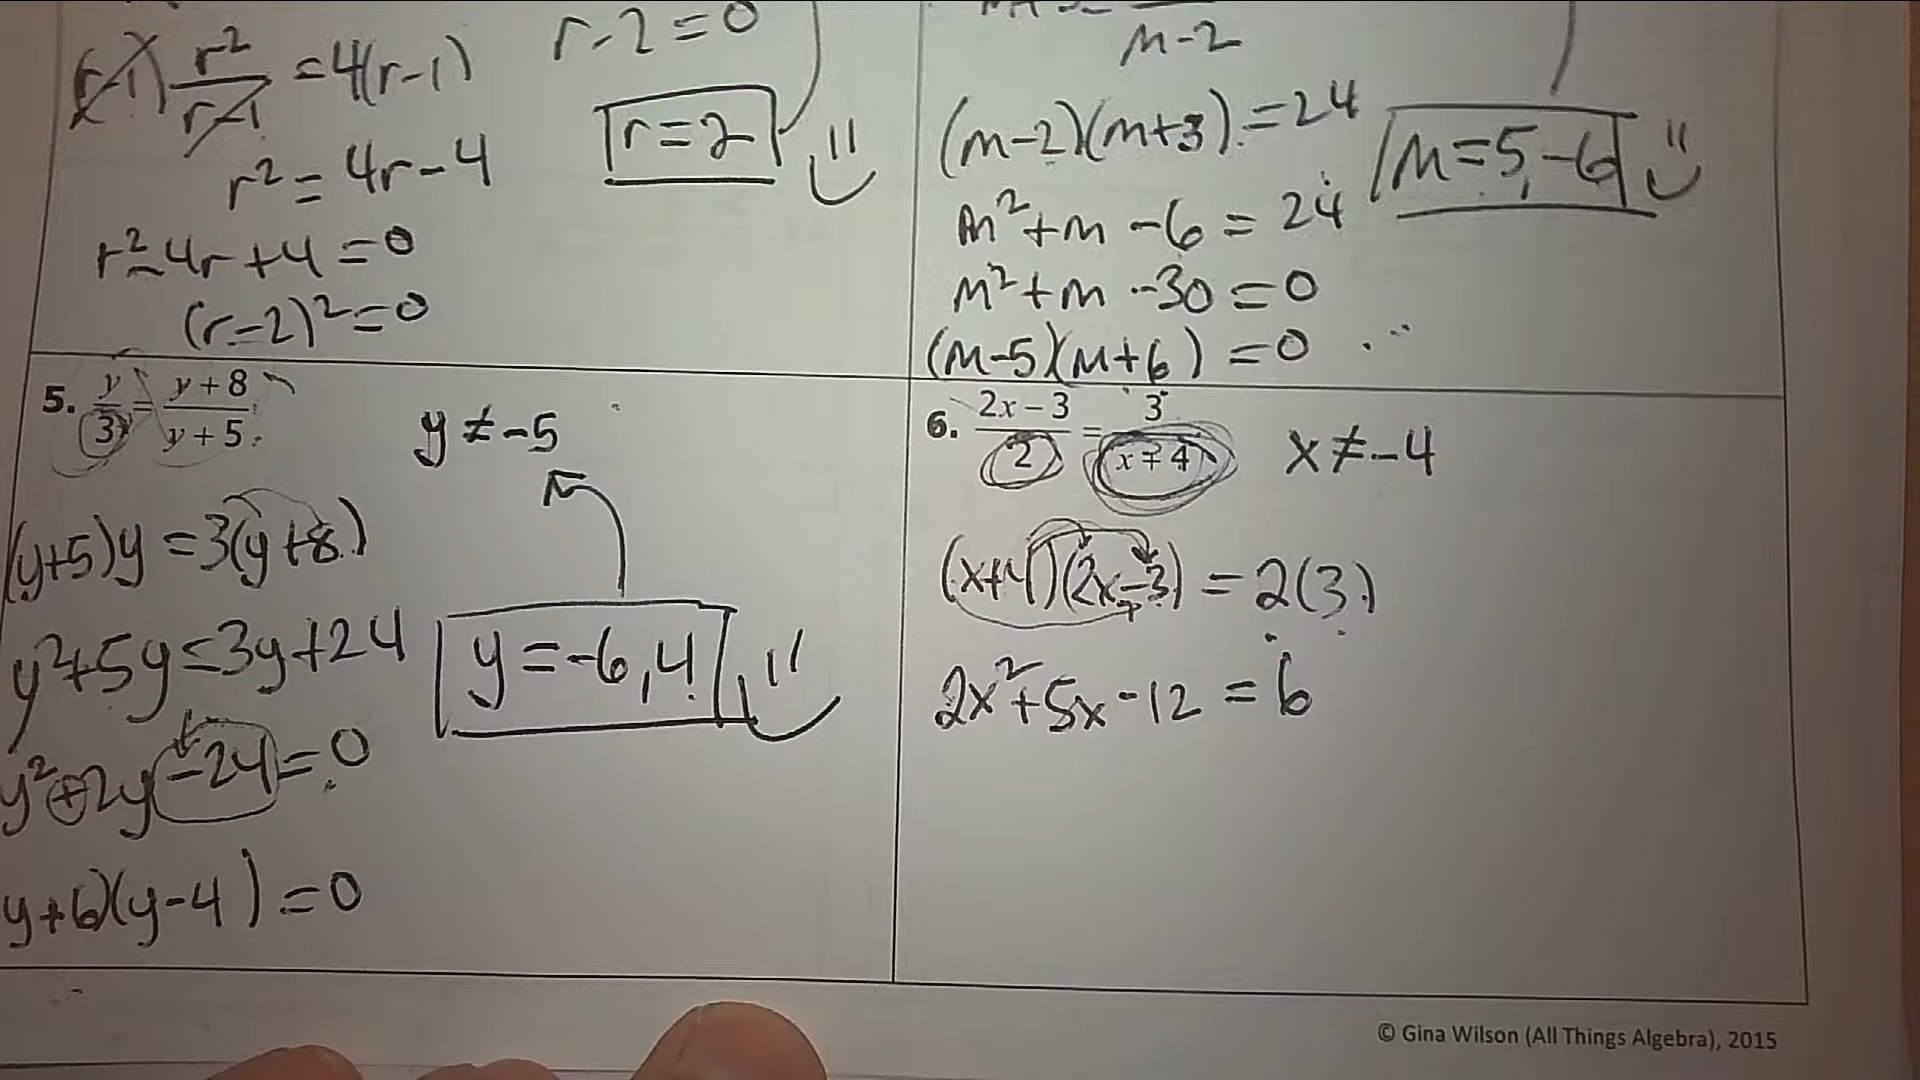 (r-1) r²/r-1 = 4(r-1)
r² = 4r - 4
r² - 4r + 4 = 0
(r-2)² = 0
r - 2 = 0
r = 2
m-2
(m-2)(m+3) = 24
m² + m - 6 = 24
m² + m - 30 = 0
(m-5)(m+6) = 0
m = 5, -6
5. y/3 = y + 8/y + 5
y ≠ -5
(y+5)y = 3(y+8)
y² + 5y = 3y + 24
y² + 2y - 24 = 0
y+6)(y-4) = 0
y = -6, 4
6. 2x - 3/2 = 3/x + 4
x ≠ -4
(x+4)(2x-3) = 2(3)
2x² + 5x - 12 = 6
© Gina Wilson (All Things Algebra), 2015